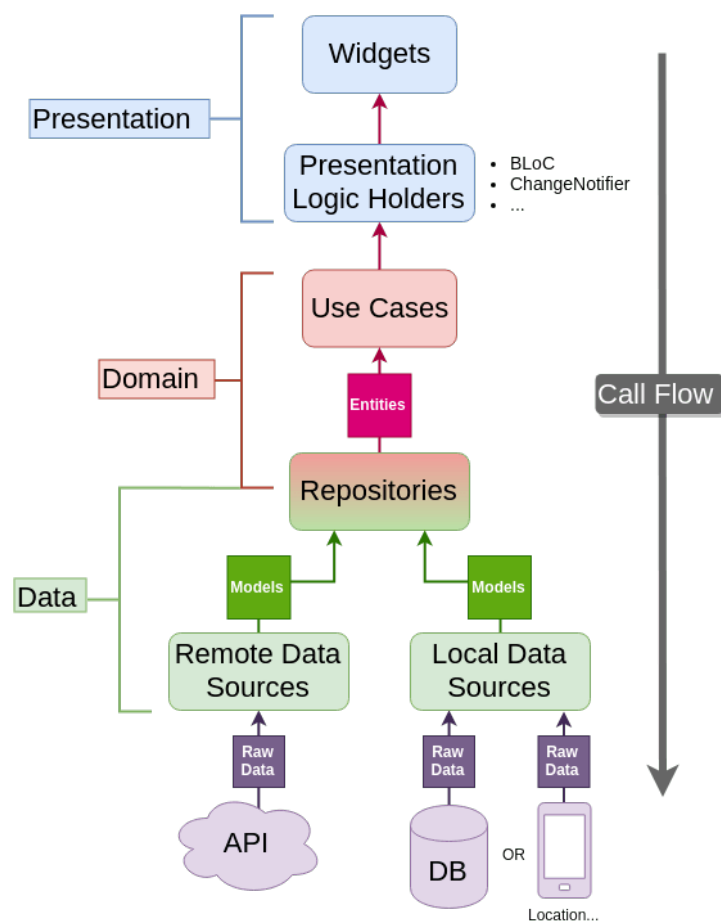 Widgets
Presentation
Presentation
Logic Holders
• BLoC
• ChangeNotifier
• ...
Use Cases
Domain
Call Flow
Entities
Repositories
Models
Models
Data
Remote Data
Sources
Local Data
Sources
Raw
Data
Raw
Data
Raw
Data
API
DB
OR
Location...